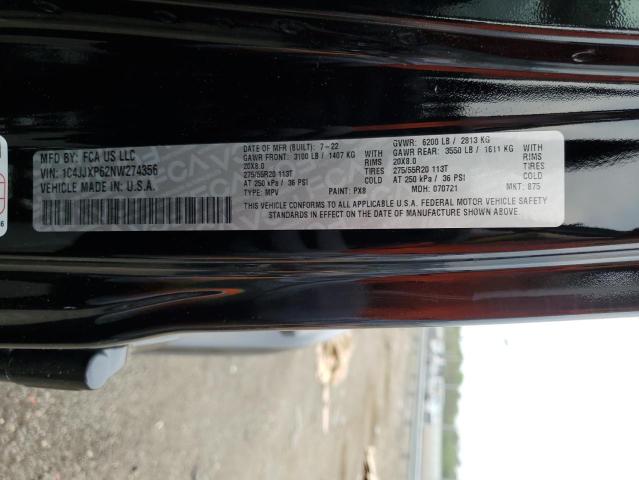 MFD BY: FCA US LLC
VIN: 1C4JJXP62NW274356
VEHICLE MADE IN: U.S.A.
DATE OF MFR (BUILT): 7-22
GAWR FRONT: 3100 LB / 1407 KG WITH
20X8.0 RIMS
275/55R20 113T TIRES
AT 250 kPa / 36 PSI COLD
TYPE: MPV PAINT: PX8
GVWR: 6200 LB / 2813 KG
GAWR REAR: 3550 LB / 1611 KG WITH
20X8.0 RIMS
275/55R20 113T TIRES
AT 250 kPa / 36 PSI COLD
MDH: 070721 MKT: 875
THIS VEHICLE CONFORMS TO ALL APPLICABLE U.S.A. FEDERAL MOTOR VEHICLE SAFETY
STANDARDS IN EFFECT ON THE DATE OF MANUFACTURE SHOWN ABOVE.